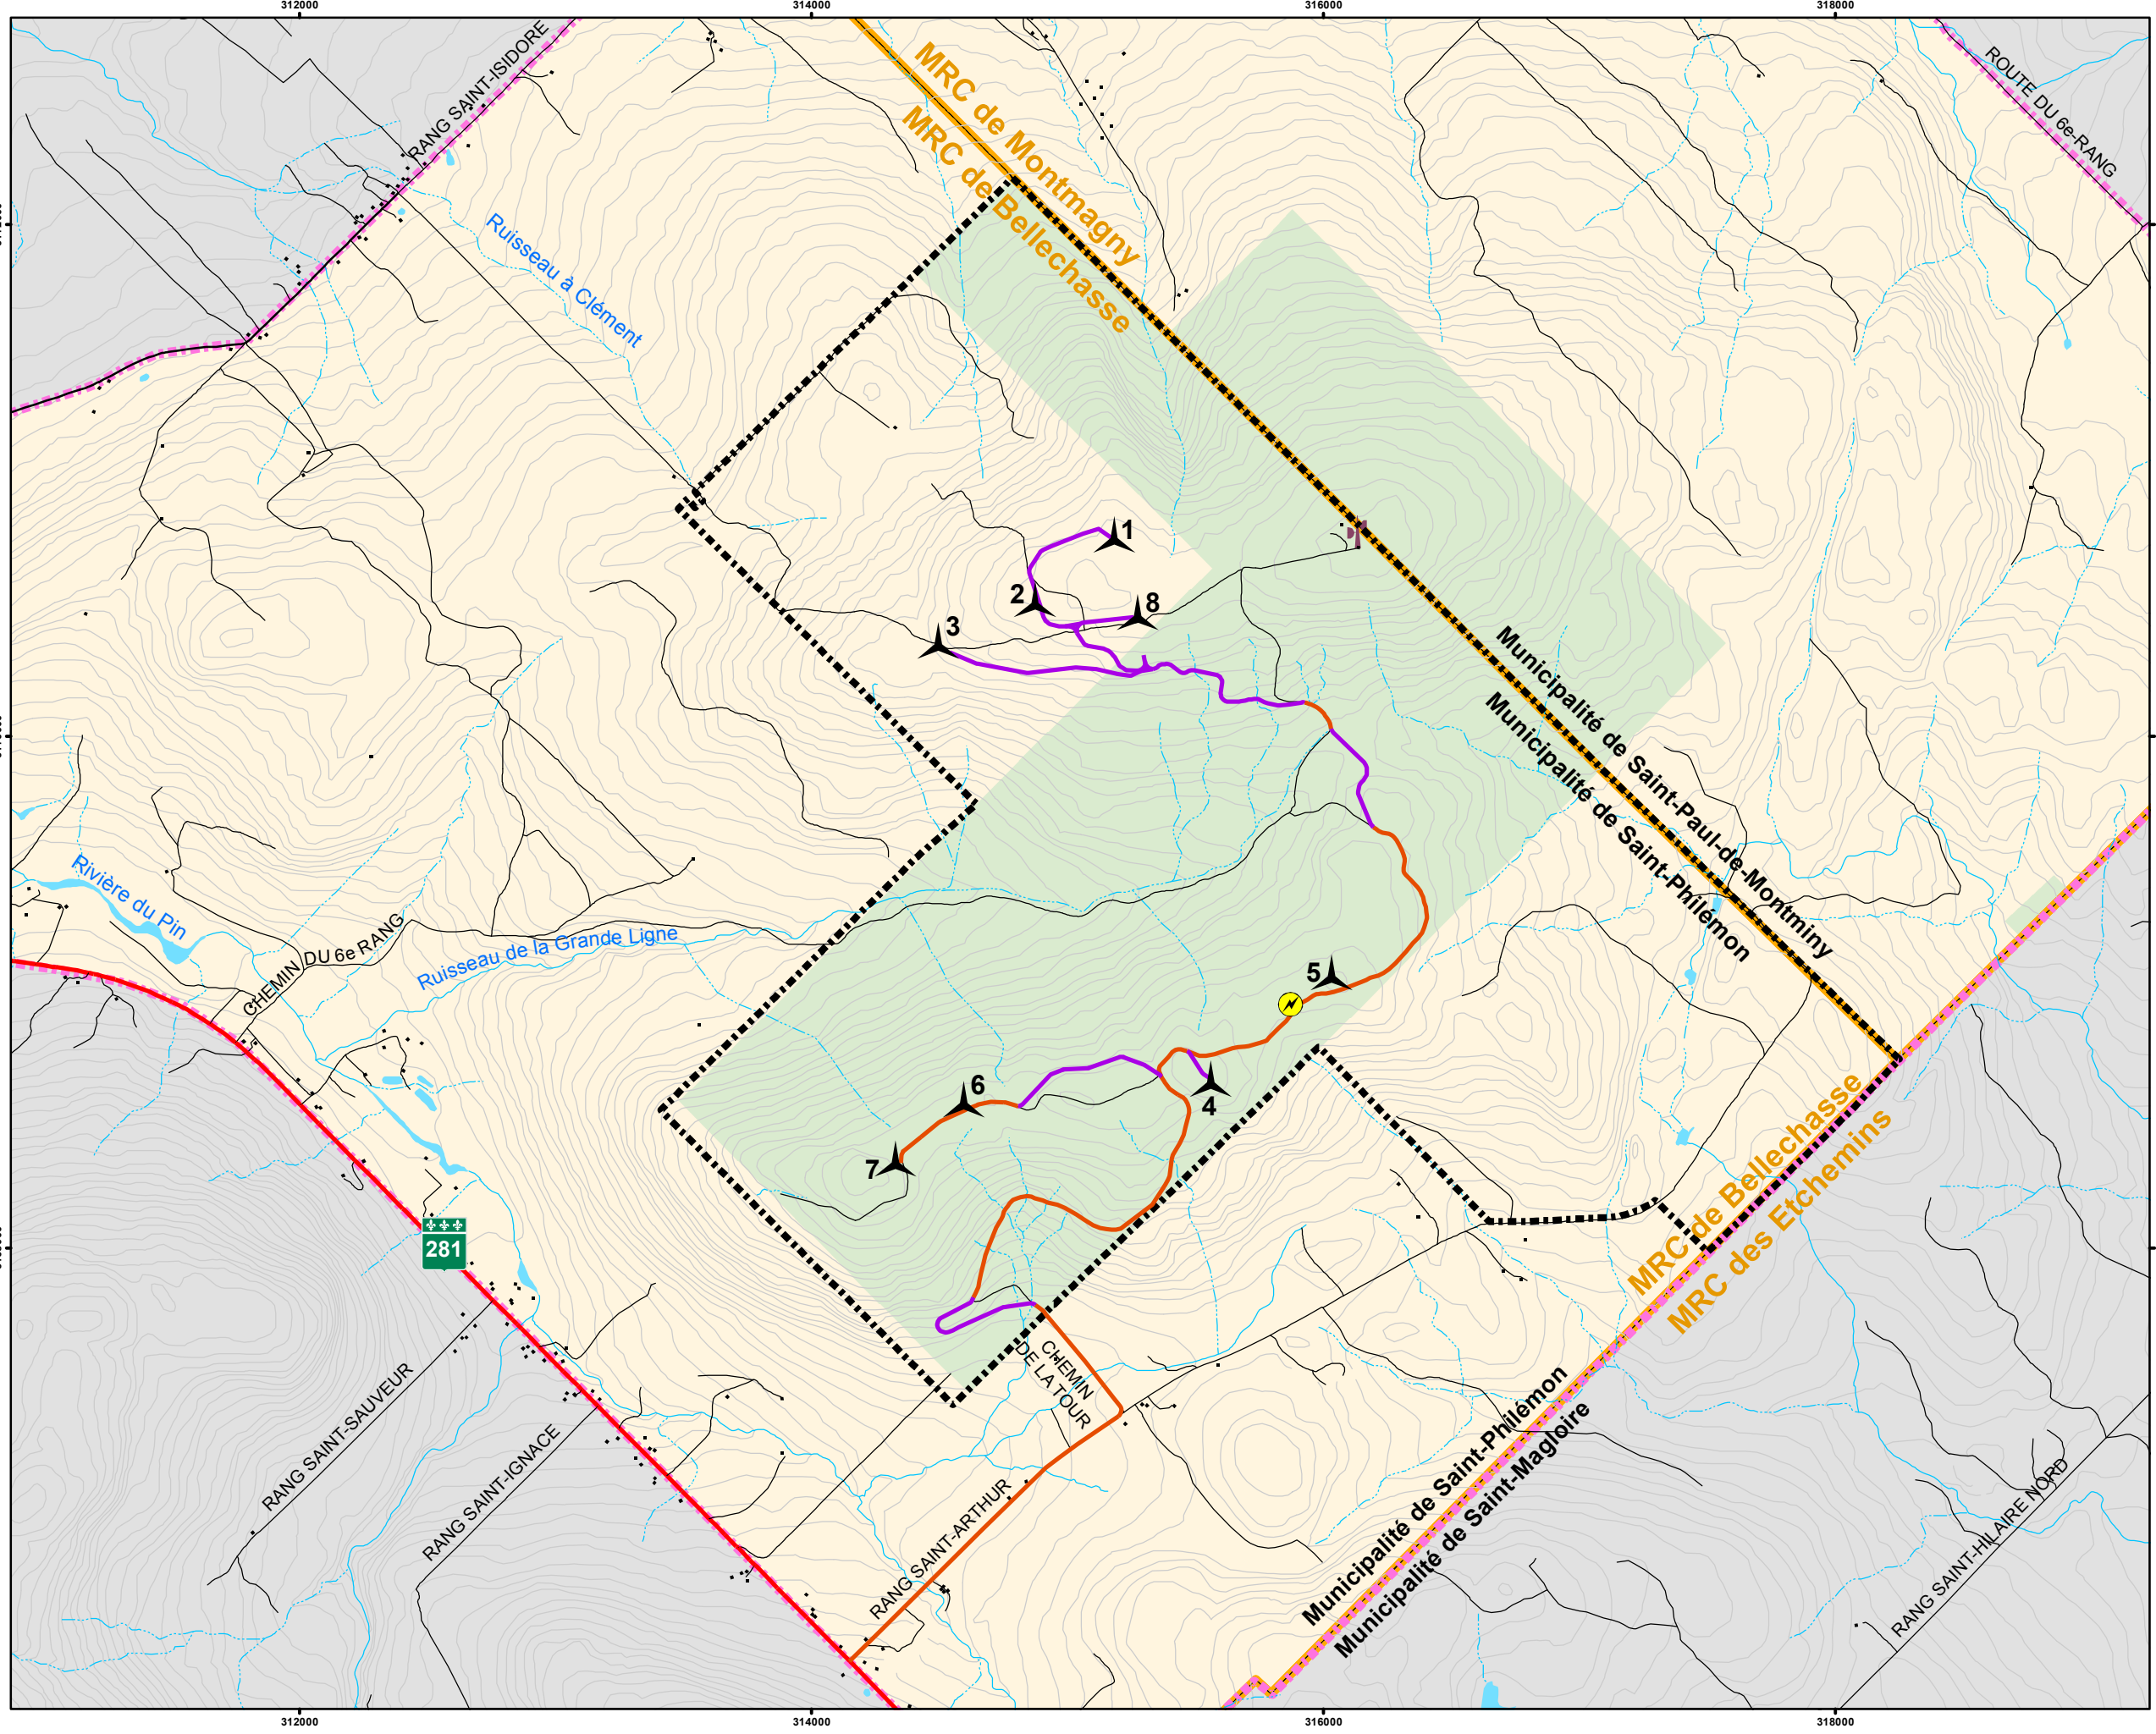 312000
314000
316000
318000
RANG SAINT-ISIDORE
MRC de Montmagny
MRC de Bellechasse
ROUTE DU 6e-RANG
Ruisseau à Clément
1
2
8
3
Municipalité de Saint-Paul-de-Montminy
Municipalité de Saint-Philémon
Rivière du Pin
CHEMIN DU 6e RANG
Ruisseau de la Grande Ligne
5
6
4
7
MRC de Bellechasse
MRC des Etchemins
281
CHEMIN
DE LA TOUR
RANG SAINT-SAUVEUR
RANG SAINT-IGNACE
RANG SAINT-ARTHUR
Municipalité de Saint-Philémon
Municipalité de Saint-Magloire
RANG SAINT-HILAIRE NORD
312000
314000
316000
318000